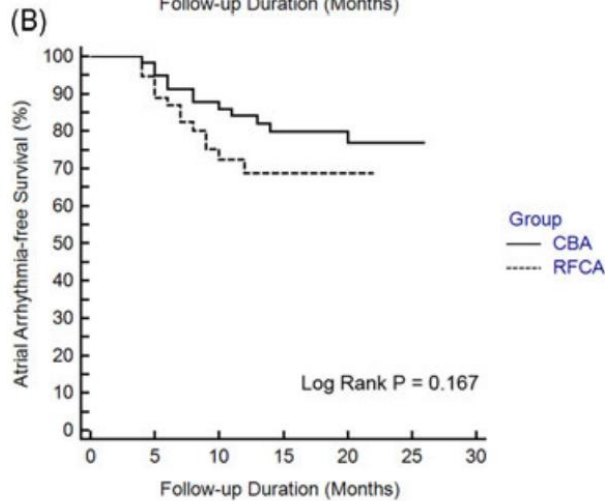 Follow-up Duration (Months)
(B)
Atrial Arrhythmia-free Survival (%)
100
90
80
70
60
50
40
30
20
10
0
Group
CBA
RFCA
Log Rank P = 0.167
0 5 10 15 20 25 30
Follow-up Duration (Months)